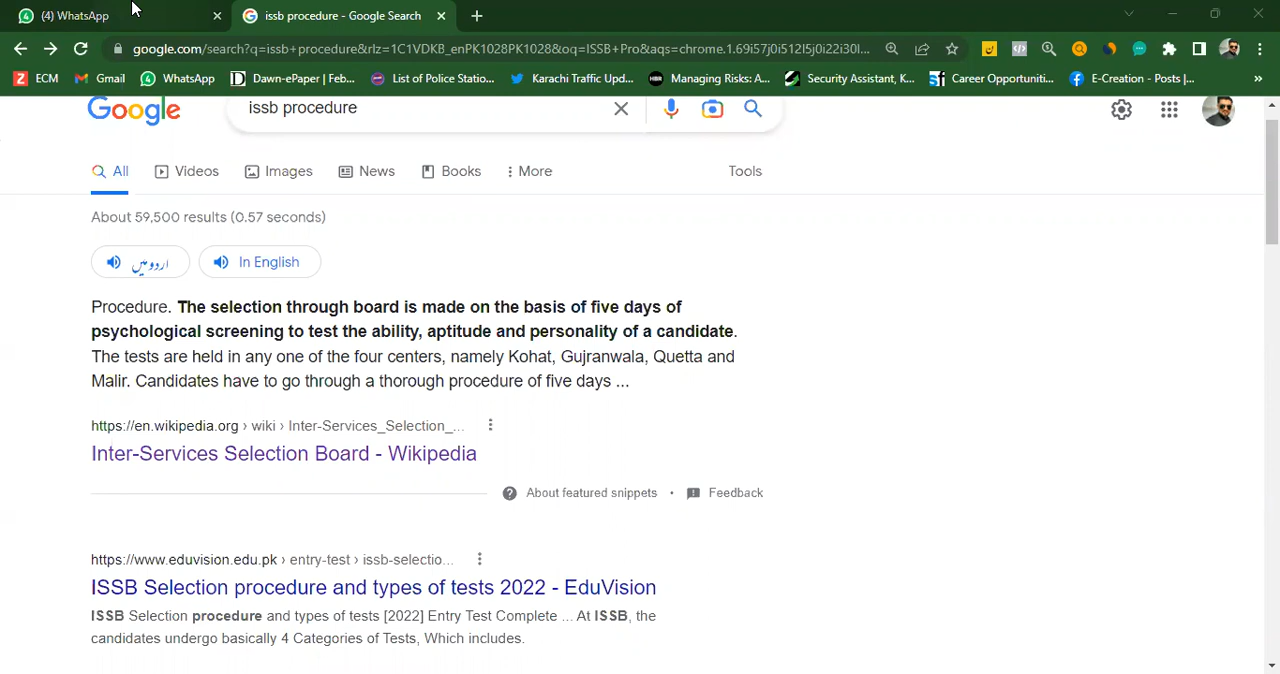 (4) WhatsApp
issb procedure - Google Search
google.com/search?q=issb+procedure&rlz=1C1VDKB_enPK1028PK1028&oq=ISSB+Pro&aqs=chrome.1.69i57j0i512l5j0i22i30l...
ECM Gmail WhatsApp Dawn-ePaper | Feb... List of Police Statio... Karachi Traffic Upd... Managing Risks: A... Security Assistant, K... Career Opportuniti... E-Creation - Posts |... »
Google issb procedure
All Videos Images News Books More Tools
About 59,500 results (0.57 seconds)
اردو میں In English
Procedure. The selection through board is made on the basis of five days of
psychological screening to test the ability, aptitude and personality of a candidate.
The tests are held in any one of the four centers, namely Kohat, Gujranwala, Quetta and
Malir. Candidates have to go through a thorough procedure of five days ...
https://en.wikipedia.org › wiki › Inter-Services_Selection_...
Inter-Services Selection Board - Wikipedia
About featured snippets • Feedback
https://www.eduvision.edu.pk › entry-test › issb-selectio...
ISSB Selection procedure and types of tests 2022 - EduVision
ISSB Selection procedure and types of tests [2022] Entry Test Complete ... At ISSB, the
candidates undergo basically 4 Categories of Tests, Which includes.